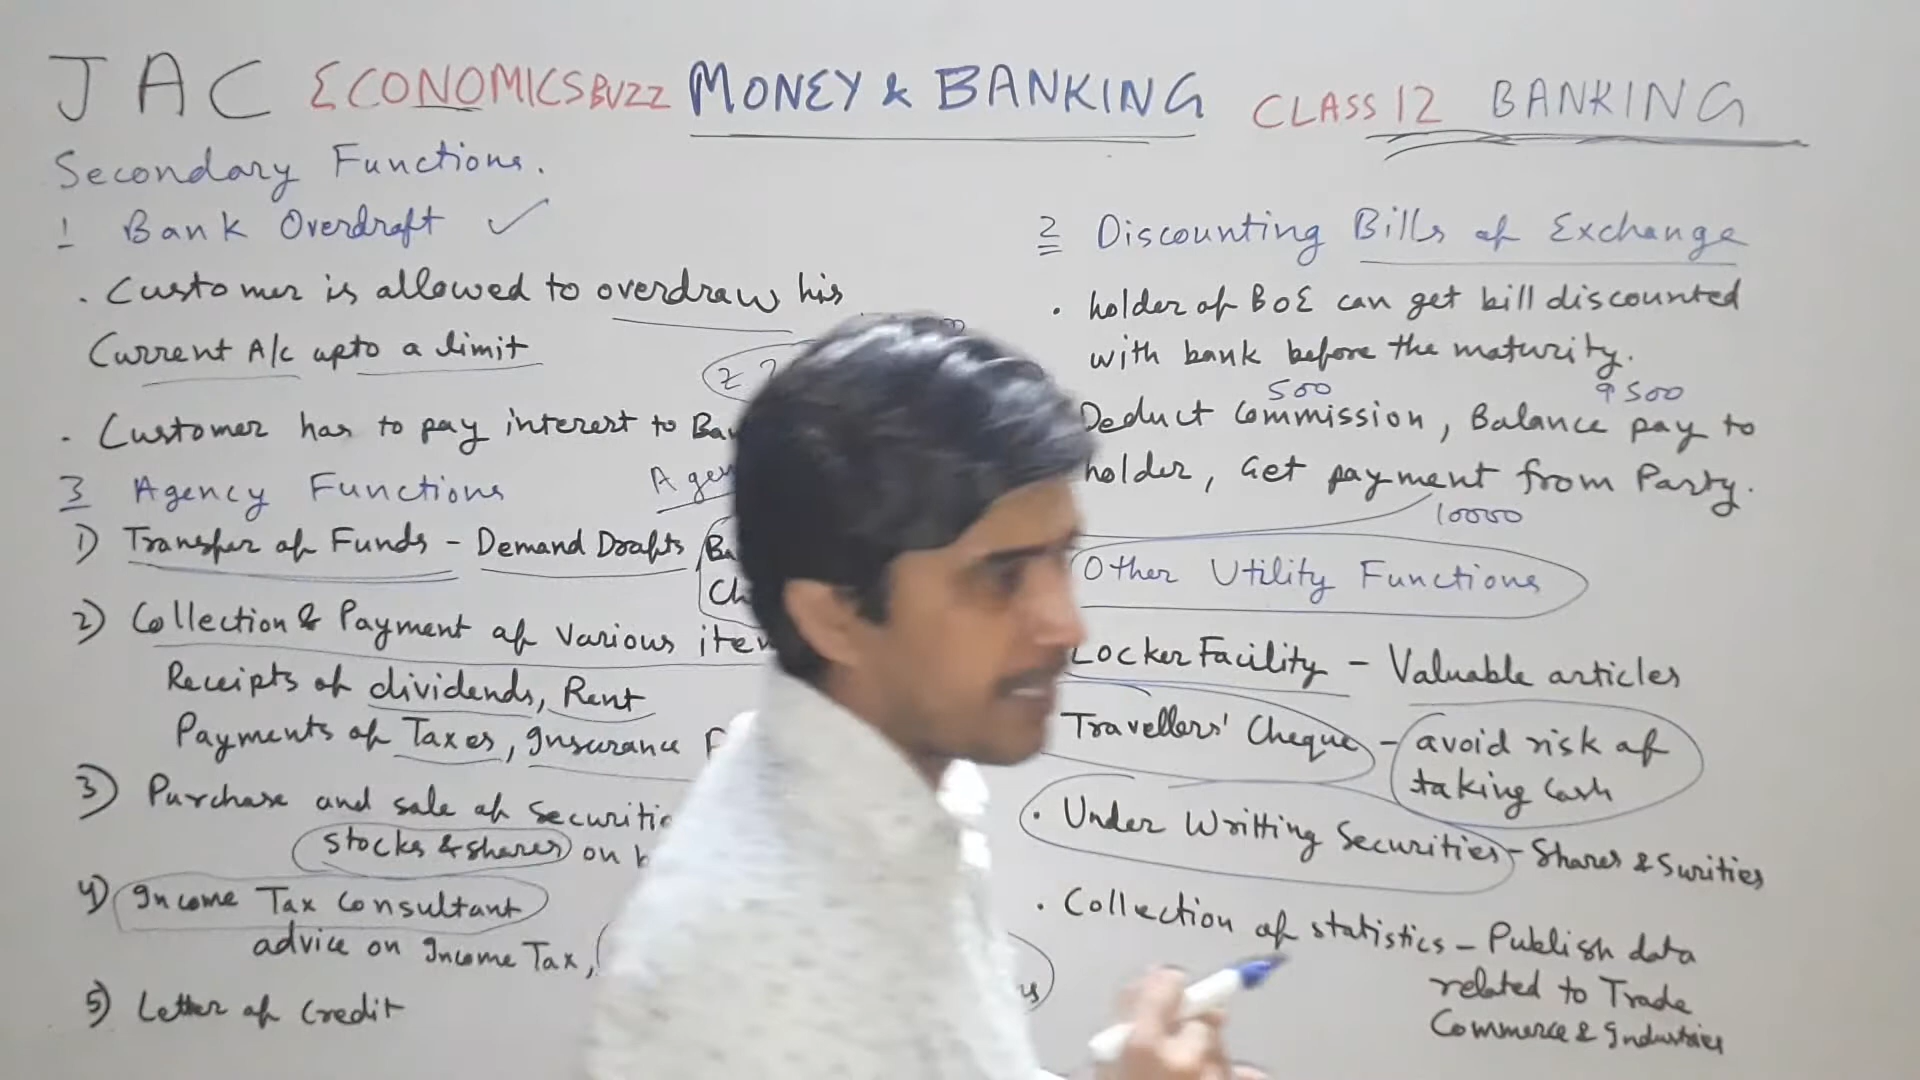 JAC ECONOMICSBUZZ MONEY & BANKING CLASS 12 BANKING
Secondary Functions.
1 Bank Overdraft ✓
. Customer is allowed to overdraw his
Current A/c upto a limit
. Customer has to pay interest to
3 Agency Functions
1) Transfer of Funds - Demand Drafts
2) Collection & Payment of Various
Receipts of dividends, Rent
Payments of Taxes, Insurance
3) Purchase and sale of
stocks & shares on
4) Income Tax Consultant
advice on Income Tax,
5) Letter of Credit
2 Discounting Bills of Exchange
. holder of BOE can get bill discounted
with bank before the maturity.
500 9500
Deduct Commission, Balance pay to
holder, Get payment from Party.
10000
Other Utility Functions
Locker Facility - Valuable articles
Travellers' Cheque - avoid risk of
taking Cash
. Under Writting Securities - Shares & Surities
. Collection of statistics - Publish data
related to Trade
Commerce & Industries